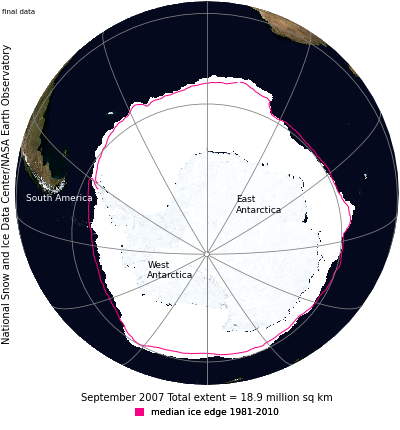 final data
National Snow and Ice Data Center/NASA Earth Observatory
South America
East
Antarctica
West
Antarctica
September 2007 Total extent = 18.9 million sq km
median ice edge 1981-2010